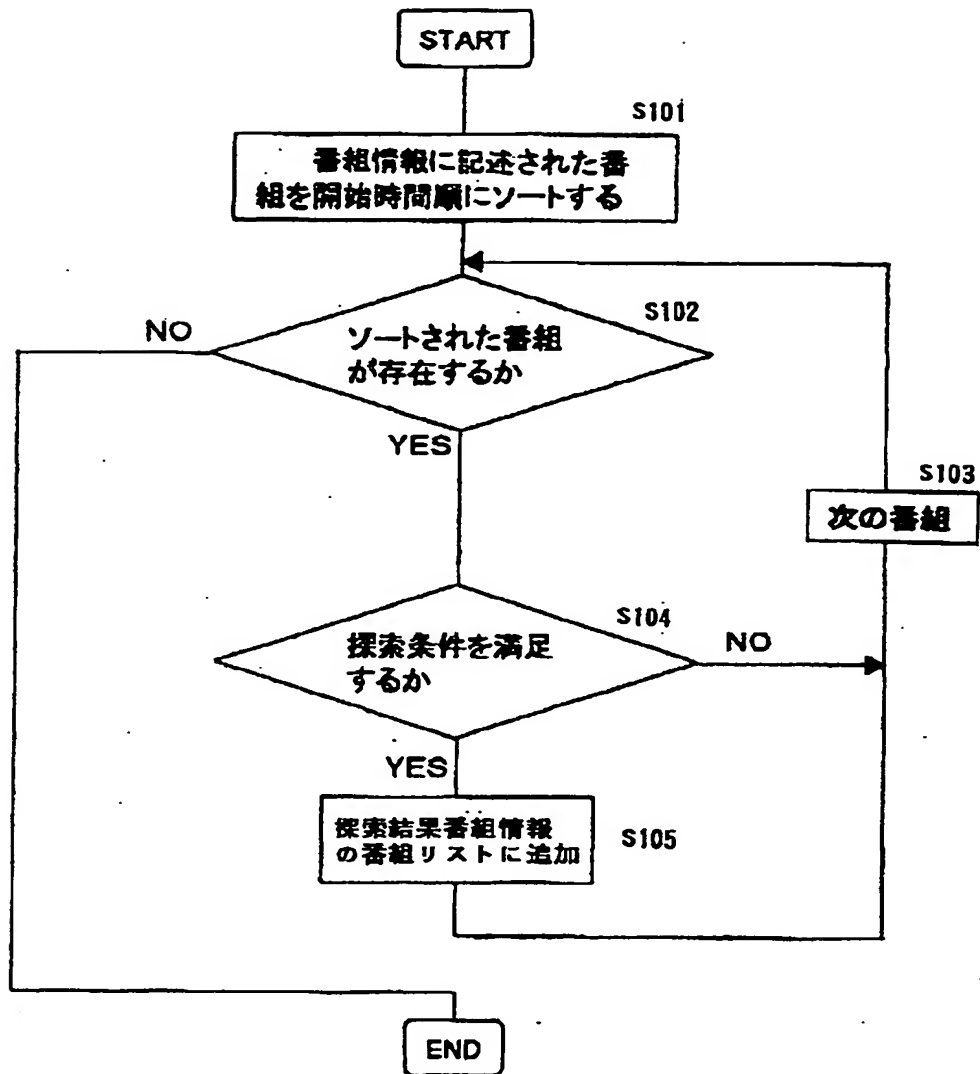 START
S101
番組情報に記述された番
組を開始時間順にソートする
S102
NO
ソートされた番組
が存在するか
YES
S103
次の番組
S104
探索条件を満足
するか
NO
YES
探索結果番組情報
の番組リストに追加
S105
END